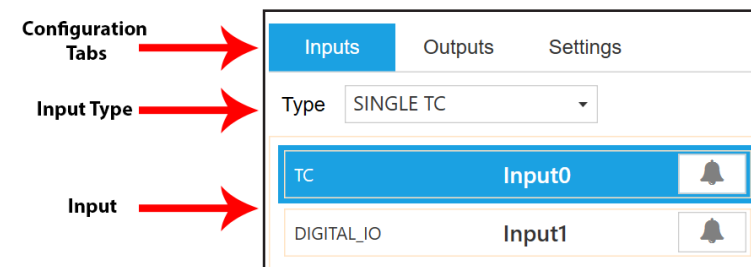 Configuration
Tabs
Inputs Outputs Settings
Input Type
Type SINGLE TC
Input
TC Input0
DIGITAL_IO Input1